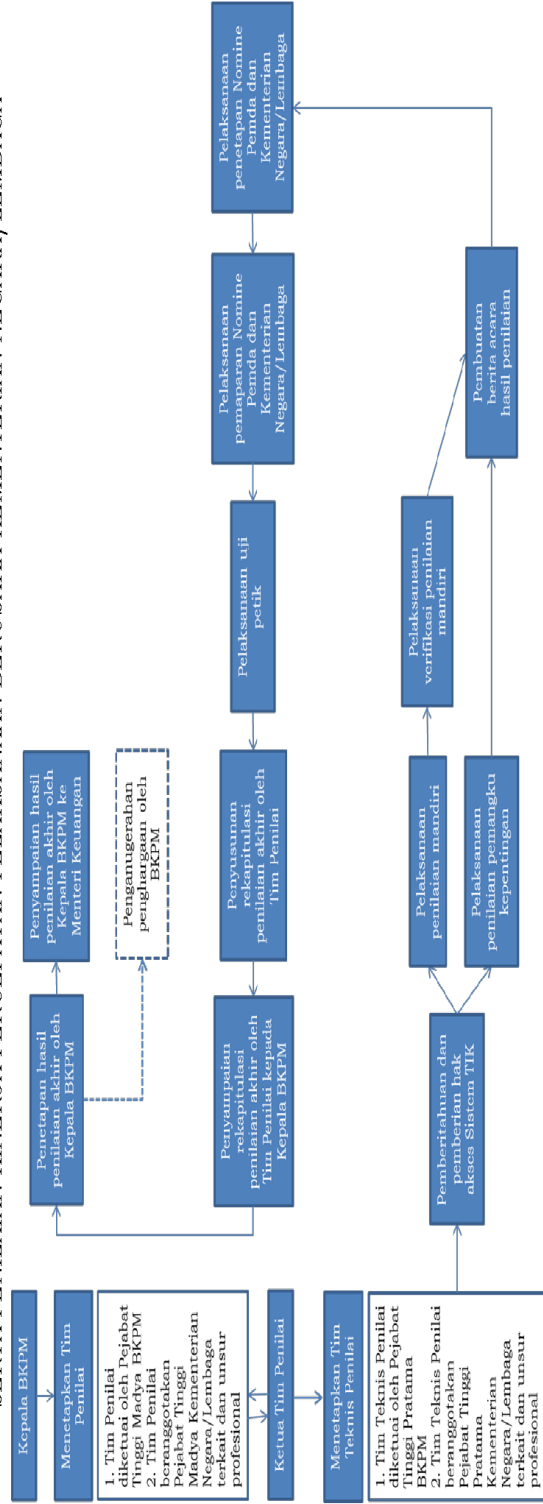 Kepala BKPM
Menetapkan Tim
Penilai
1. Tim Penilai
diketuai oleh Pejabat
Tinggi Madya BKPM
2. Tim Penilai
beranggotakan
Pejabat Tinggi
Madya Kementerian
Negara/Lembaga
terkait dan unsur
profesional
Ketua Tim Penilai
Menetapkan Tim
Teknis Penilai
1. Tim Teknis Penilai
diketuai oleh Pejabat
Tinggi Pratama
BKPM
2. Tim Teknis Penilai
beranggotakan
Pejabat Tinggi
Pratama
Kementerian
Negara/Lembaga
terkait dan unsur
profesional
Pemberitahuan dan
pemberian hak
akses Sistem TIK
Pelaksanaan
penilaian mandiri
Pelaksanaan
penilaian pemangku
kepentingan
Pelaksanaan
verifikasi penilaian
mandiri
Pembuatan
berita acara
hasil penilaian
Pelaksanaan
penetapan Nomine
Pemda dan
Kementerian
Negara/Lembaga
Pelaksanaan
pemaparan Nomine
Pemda dan
Kementerian
Negara/Lembaga
Pelaksanaan uji
petik
Penyusunan
rekapitulasi
penilaian akhir oleh
Tim Penilai
Penyampaian
rekapitulasi
penilaian akhir oleh
Tim Penilai kepada
Kepala BKPM
Penetapan hasil
penilaian akhir oleh
Kepala BKPM
Penyampaian hasil
penilaian akhir oleh
Kepala BKPM ke
Menteri Keuangan
Penganugerahan
penghargaan oleh
BKPM